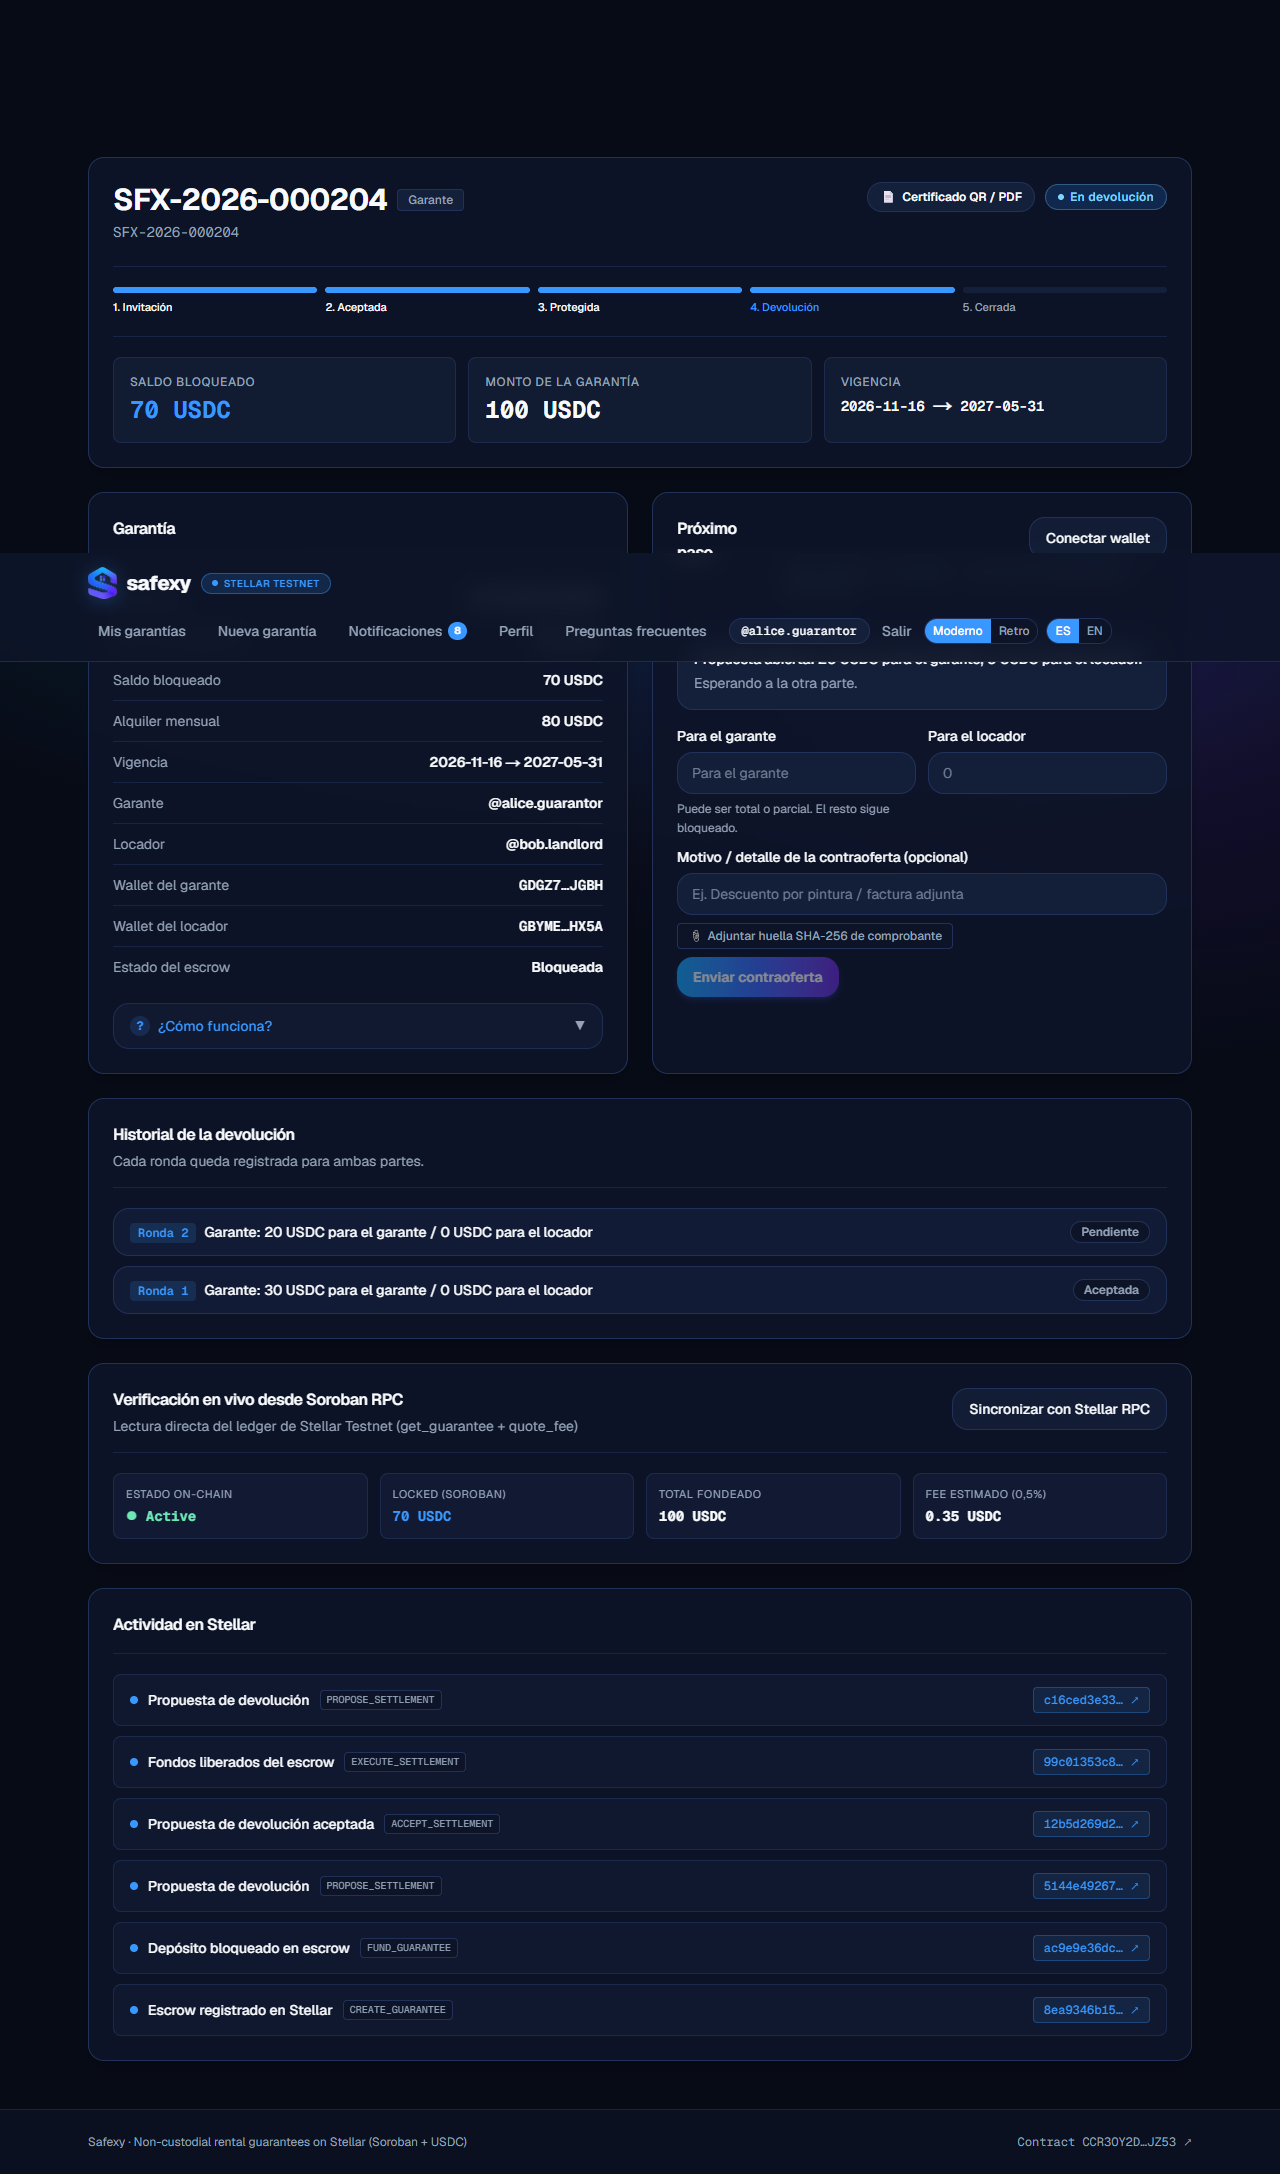 SFX-2026-000204 Garante
SFX-2026-000204
Certificado QR / PDF
En devolución
1. Invitación
2. Aceptada
3. Protegida
4. Devolución
5. Cerrada
SALDO BLOQUEADO
70 USDC
MONTO DE LA GARANTÍA
100 USDC
VIGENCIA
2026-11-16 → 2027-05-31
Garantía
Próximo
paso
Conectar wallet
safexy
STELLAR TESTNET
Mis garantías
Nueva garantía
Notificaciones 8
Perfil
Preguntas frecuentes
@alice.guarantor
Salir
Moderno Retro
ES EN
Saldo bloqueado 70 USDC
Alquiler mensual 80 USDC
Vigencia 2026-11-16 → 2027-05-31
Garante @alice.guarantor
Locador @bob.landlord
Wallet del garante GDGZ7…JGBH
Wallet del locador GBYME…HX5A
Estado del escrow Bloqueada
? ¿Cómo funciona? ▼
Propuesta abierta: 20 USDC para el garante, 0 USDC para el locador.
Esperando a la otra parte.
Para el garante
Para el garante
Para el locador
0
Puede ser total o parcial. El resto sigue
bloqueado.
Motivo / detalle de la contraoferta (opcional)
Ej. Descuento por pintura / factura adjunta
Adjuntar huella SHA-256 de comprobante
Enviar contraoferta
Historial de la devolución
Cada ronda queda registrada para ambas partes.
Ronda 2 Garante: 20 USDC para el garante / 0 USDC para el locador Pendiente
Ronda 1 Garante: 30 USDC para el garante / 0 USDC para el locador Aceptada
Verificación en vivo desde Soroban RPC
Lectura directa del ledger de Stellar Testnet (get_guarantee + quote_fee)
Sincronizar con Stellar RPC
ESTADO ON-CHAIN
Active
LOCKED (SOROBAN)
70 USDC
TOTAL FONDEADO
100 USDC
FEE ESTIMADO (0,5%)
0.35 USDC
Actividad en Stellar
Propuesta de devolución PROPOSE_SETTLEMENT c16ced3e33… ↗
Fondos liberados del escrow EXECUTE_SETTLEMENT 99c01353c8… ↗
Propuesta de devolución aceptada ACCEPT_SETTLEMENT 12b5d269d2… ↗
Propuesta de devolución PROPOSE_SETTLEMENT 5144e49267… ↗
Depósito bloqueado en escrow FUND_GUARANTEE ac9e9e36dc… ↗
Escrow registrado en Stellar CREATE_GUARANTEE 8ea9346b15… ↗
Safexy · Non-custodial rental guarantees on Stellar (Soroban + USDC)
Contract CCR3OY2D…JZ53 ↗